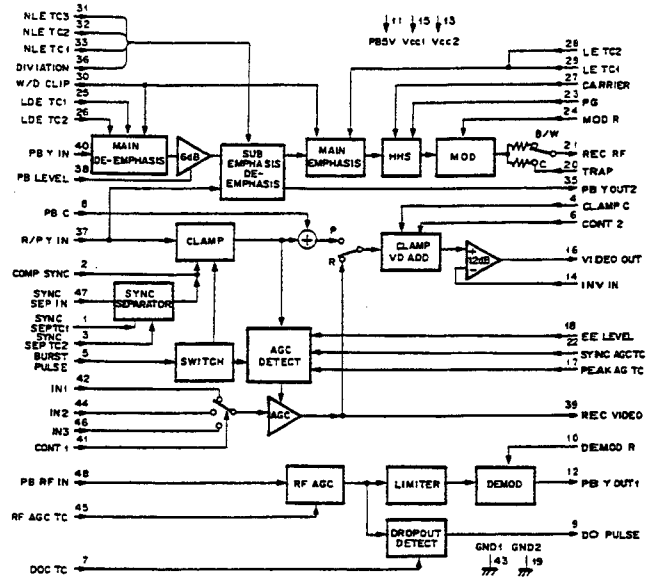 NLE TC3 31
NLE TC2 32
NLE TC1 33
DIVIATION 36
W/D CLIP 30
LDE TC1 25
LDE TC2 26
PB Y IN 40
PB LEVEL 38
PB C 8
R/P Y IN 37
COMP SYNC 2
SYNC SEP IN 47
SYNC SEPTC1 1
SYNC SEPTC2 3
BURST PULSE 5
IN1 42
IN2 44
IN3 46
CONT 1 41
PB RF IN 48
RF AGC TC 45
DOC TC 7
11 15 13
PB5V Vcc1 Vcc2
MAIN DE-EMPHASIS
6dB
SUB EMPHASIS DE-EMPHASIS
MAIN EMPHASIS
HHS
MOD
B/W
C
CLAMP
P
R
CLAMP VD ADD
12dB
SYNC SEPARATOR
SWITCH
AGC DETECT
AGC
RF AGC
LIMITER
DEMOD
DROPOUT DETECT
28 LE TC2
29 LE TC1
27 CARRIER
23 PG
24 MOD R
21 REC RF
20 TRAP
35 PB YOUT2
4 CLAMP C
6 CONT 2
16 VIDEO OUT
14 INV IN
18 EE LEVEL
22 SYNC AGCTC
17 PEAK AG TC
39 REC VIDEO
10 DEMOD R
12 PB Y OUT1
9 DO PULSE
GND1 GND2
43 19